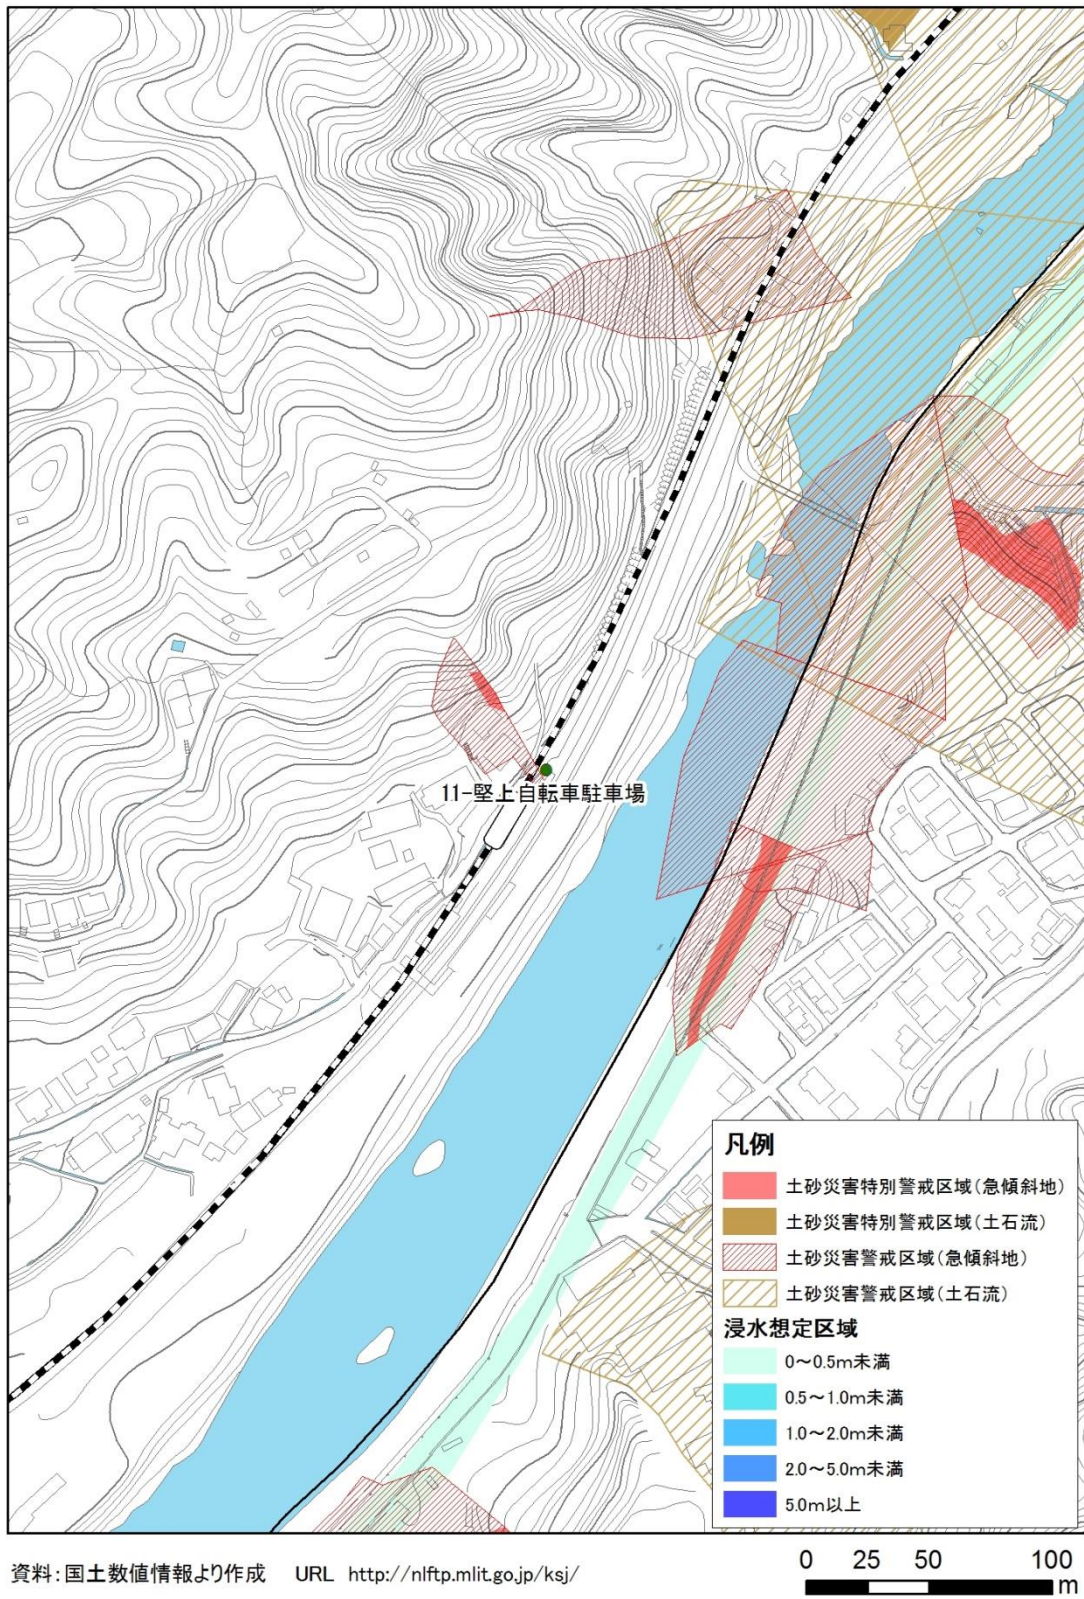 11-堅上自転車駐車場
凡例
土砂災害特別警戒区域(急傾斜地)
土砂災害特別警戒区域(土石流)
土砂災害警戒区域(急傾斜地)
土砂災害警戒区域(土石流)
浸水想定区域
0~0.5m未満
0.5~1.0m未満
1.0~2.0m未満
2.0~5.0m未満
5.0m以上
資料:国土数値情報より作成 URL http://nlftp.mlit.go.jp/ksj/
0 25 50 100
m